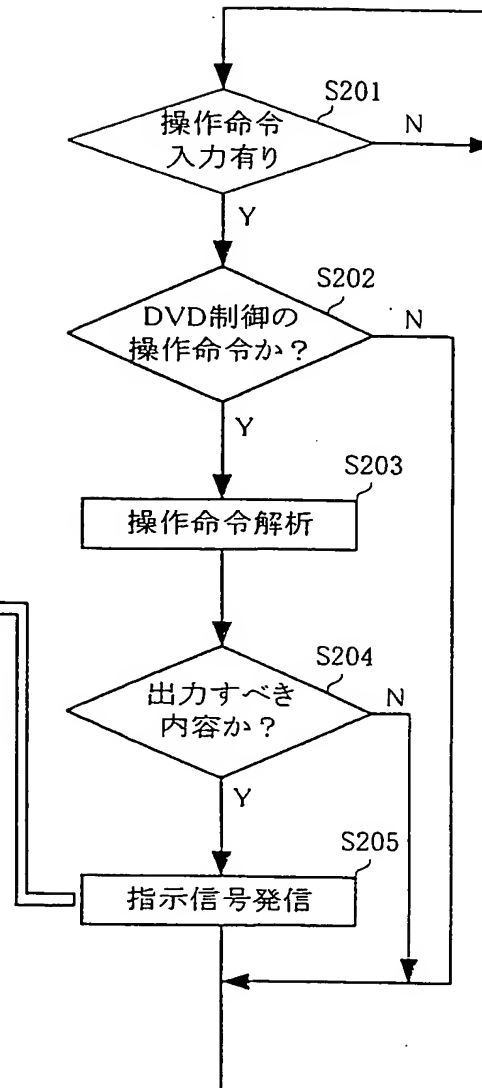 S201
操作命令
入力有り
N
Y
S202
DVD制御の
操作命令か？
N
Y
S203
操作命令解析
S204
出力すべき
内容か？
N
Y
S205
指示信号発信